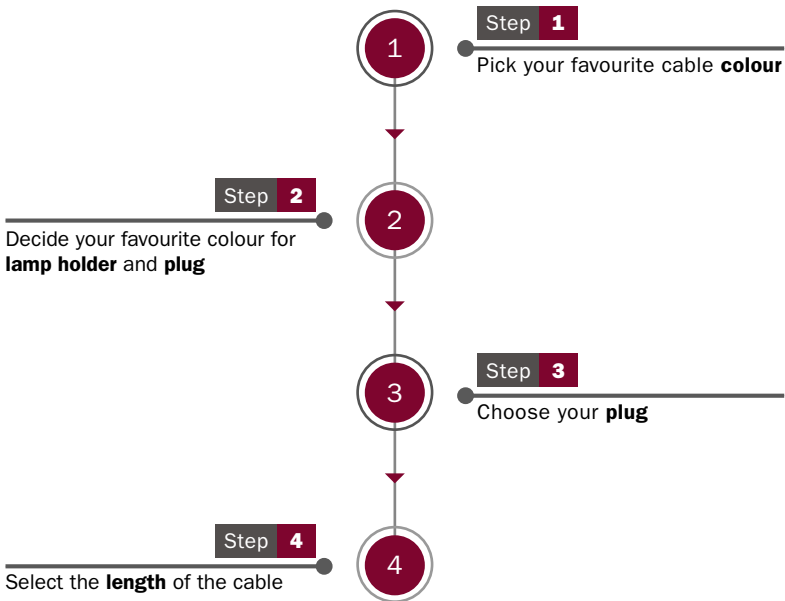 1
Step 1
Pick your favourite cable colour
Step 2
2
Decide your favourite colour for
lamp holder and plug
3
Step 3
Choose your plug
Step 4
4
Select the length of the cable